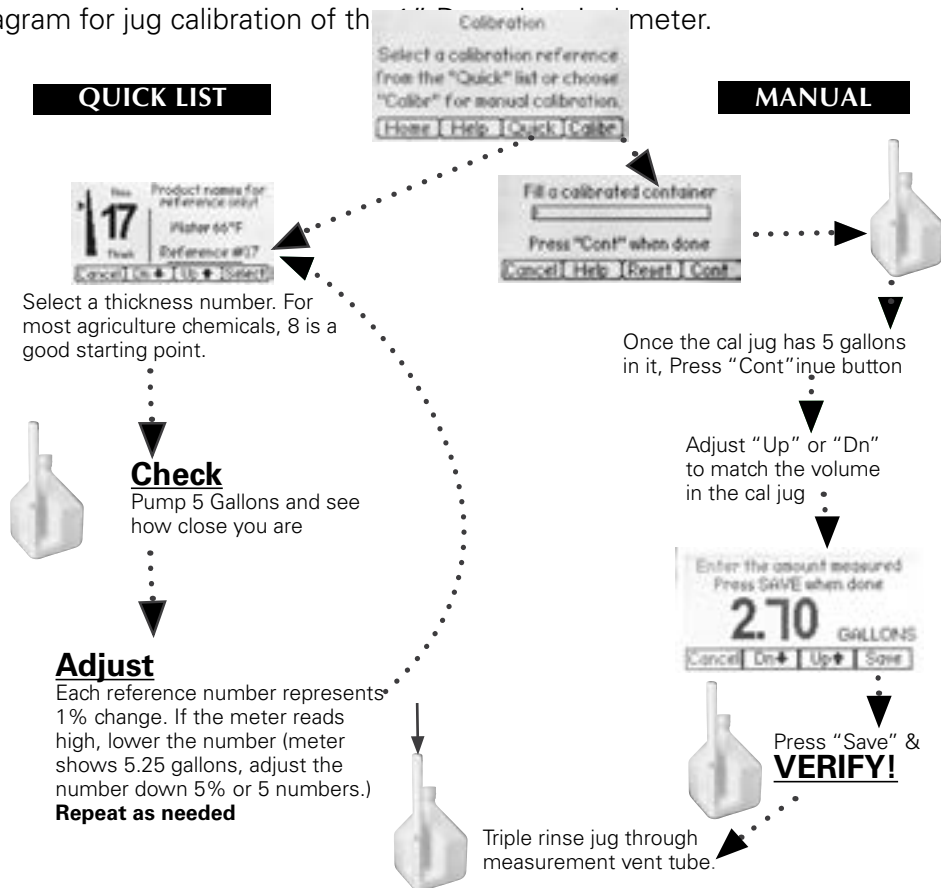 agram for jug calibration of the meter.
Calibration
Select a calibration reference
from the "Quick" list or choose
"Calibr" for manual calibration.
Home Help Quick Calibr
QUICK LIST
MANUAL
Thin
17
Thick
Product names for
reference only!
Water 66°F
Reference #17
Cancel Dn Up Select
Fill a calibrated container
Press "Cont" when done
Cancel Help Reset Cont
Select a thickness number. For
most agriculture chemicals, 8 is a
good starting point.
Once the cal jug has 5 gallons
in it, Press “Cont”inue button
Check
Pump 5 Gallons and see
how close you are
Adjust “Up” or “Dn”
to match the volume
in the cal jug
Enter the amount measured
Press SAVE when done
2.70 GALLONS
Cancel Dn Up Save
Adjust
Each reference number represents
1% change. If the meter reads
high, lower the number (meter
shows 5.25 gallons, adjust the
number down 5% or 5 numbers.)
Repeat as needed
Press “Save” &
VERIFY!
Triple rinse jug through
measurement vent tube.